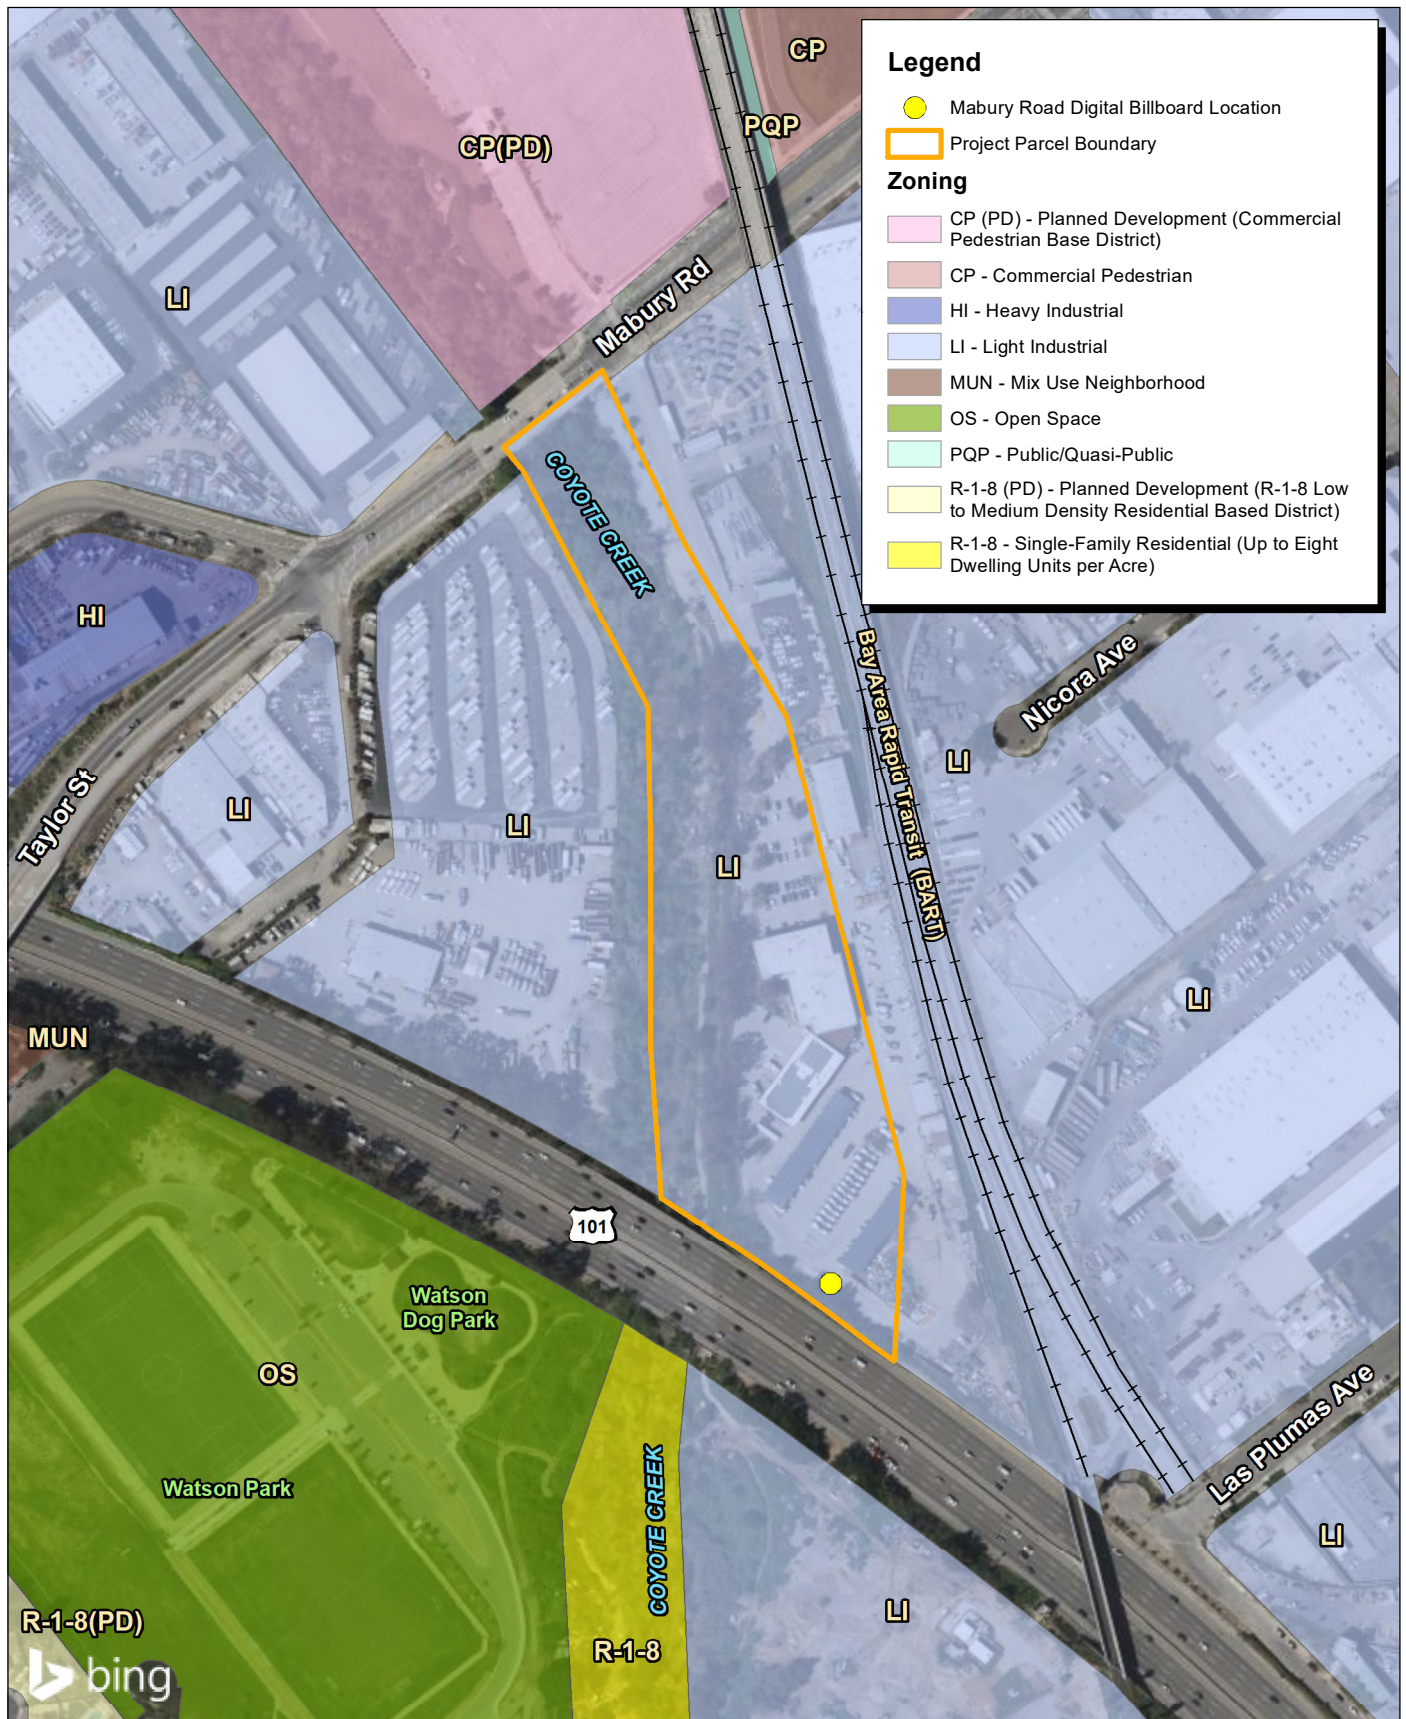 Legend
Mabury Road Digital Billboard Location
Project Parcel Boundary
Zoning
CP (PD) - Planned Development (Commercial
Pedestrian Base District)
CP - Commercial Pedestrian
HI - Heavy Industrial
LI - Light Industrial
MUN - Mix Use Neighborhood
OS - Open Space
PQP - Public/Quasi-Public
R-1-8 (PD) - Planned Development (R-1-8 Low
to Medium Density Residential Based District)
R-1-8 - Single-Family Residential (Up to Eight
Dwelling Units per Acre)
CP
PQP
CP(PD)
LI
Mabury Rd
COYOTE CREEK
HI
Bay Area Rapid Transit (BART)
Nicora Ave
LI
Taylor St
LI
LI
LI
LI
MUN
101
Watson
Dog Park
OS
Las Plumas Ave
Watson Park
COYOTE CREEK
LI
LI
R-1-8(PD)
R-1-8
bing